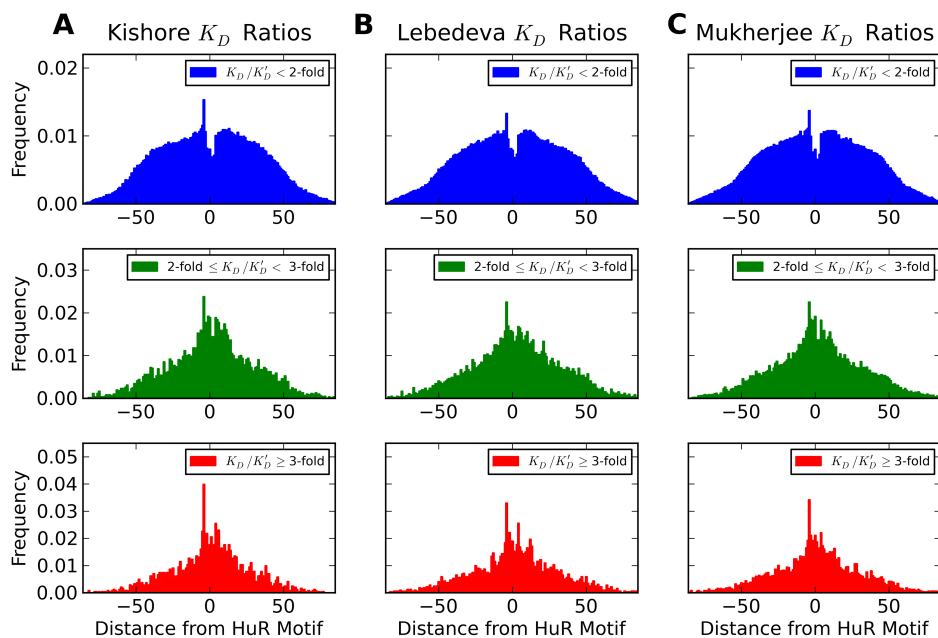 A Kishore K_D Ratios
B Lebedeva K_D Ratios
C Mukherjee K_D Ratios
Frequency
0.02
0.01
0.00
K_D/K′_D < 2-fold
−50 0 50
K_D/K′_D < 2-fold
−50 0 50
K_D/K′_D < 2-fold
−50 0 50
Frequency
0.03
0.02
0.01
0.00
2-fold ≤ K_D/K′_D < 3-fold
−50 0 50
2-fold ≤ K_D/K′_D < 3-fold
−50 0 50
2-fold ≤ K_D/K′_D < 3-fold
−50 0 50
Frequency
0.05
0.04
0.03
0.02
0.01
0.00
K_D/K′_D ≥ 3-fold
−50 0 50
Distance from HuR Motif
K_D/K′_D ≥ 3-fold
−50 0 50
Distance from HuR Motif
K_D/K′_D ≥ 3-fold
−50 0 50
Distance from HuR Motif